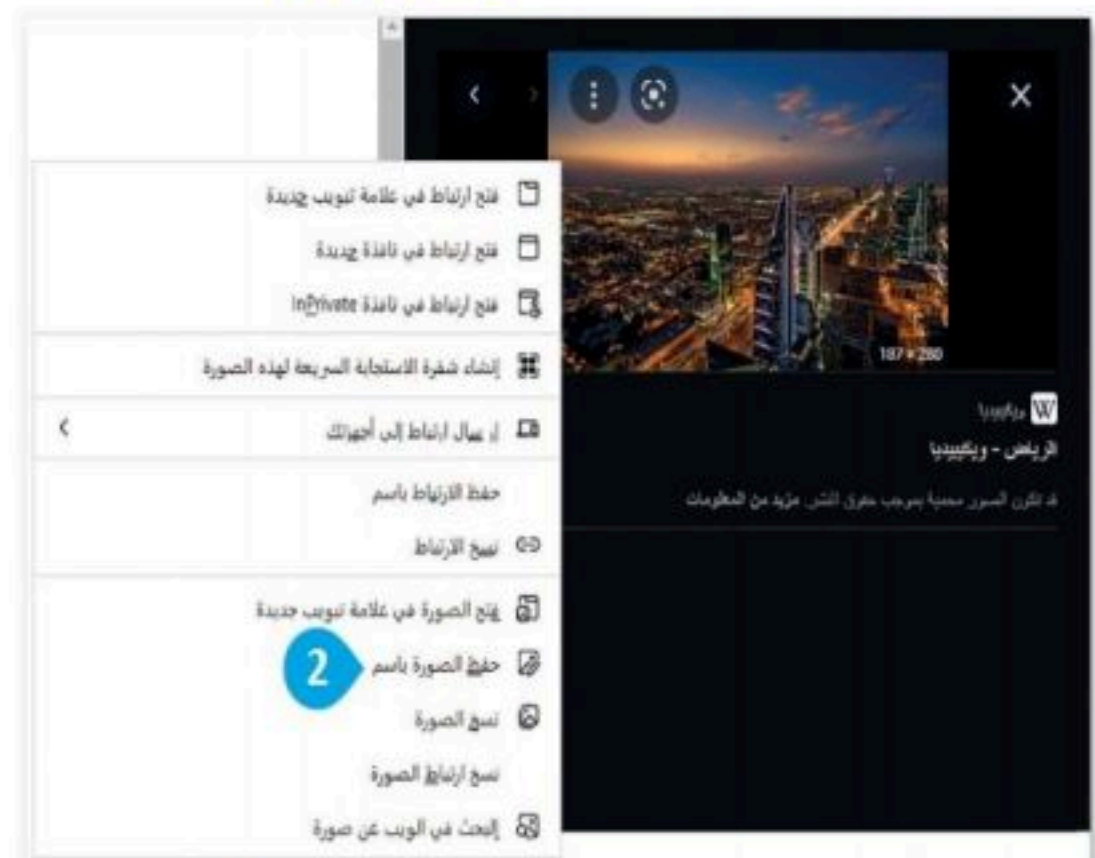 فتح ارتباط في علامة تبويب جديدة
فتح ارتباط في نافذة جديدة
فتح ارتباط في نافذة InPrivate
إنشاء شفرة الاستجابة السريعة لهذه الصورة
إرسال ارتباط إلى أجهزتك
حفظ الارتباط باسم
نسخ الارتباط
فتح الصورة في علامة تبويب جديدة
2 حفظ الصورة باسم
نسخ الصورة
نسخ ارتباط الصورة
البحث في الويب عن صورة
187 × 280
W ويكيبيديا
الرياض - ويكيبيديا
قد تكون الصور محمية بموجب حقوق النشر. مزيد من المعلومات